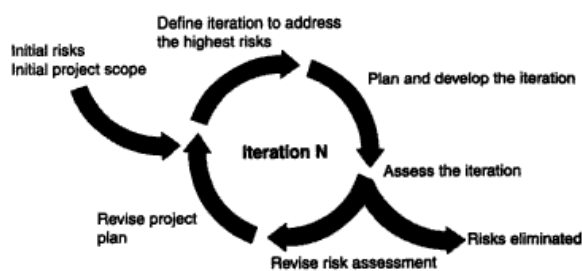 Define iteration to address
the highest risks
Initial risks
Initial project scope
Plan and develop the iteration
Iteration N
Assess the iteration
Revise project
plan
Risks eliminated
Revise risk assessment